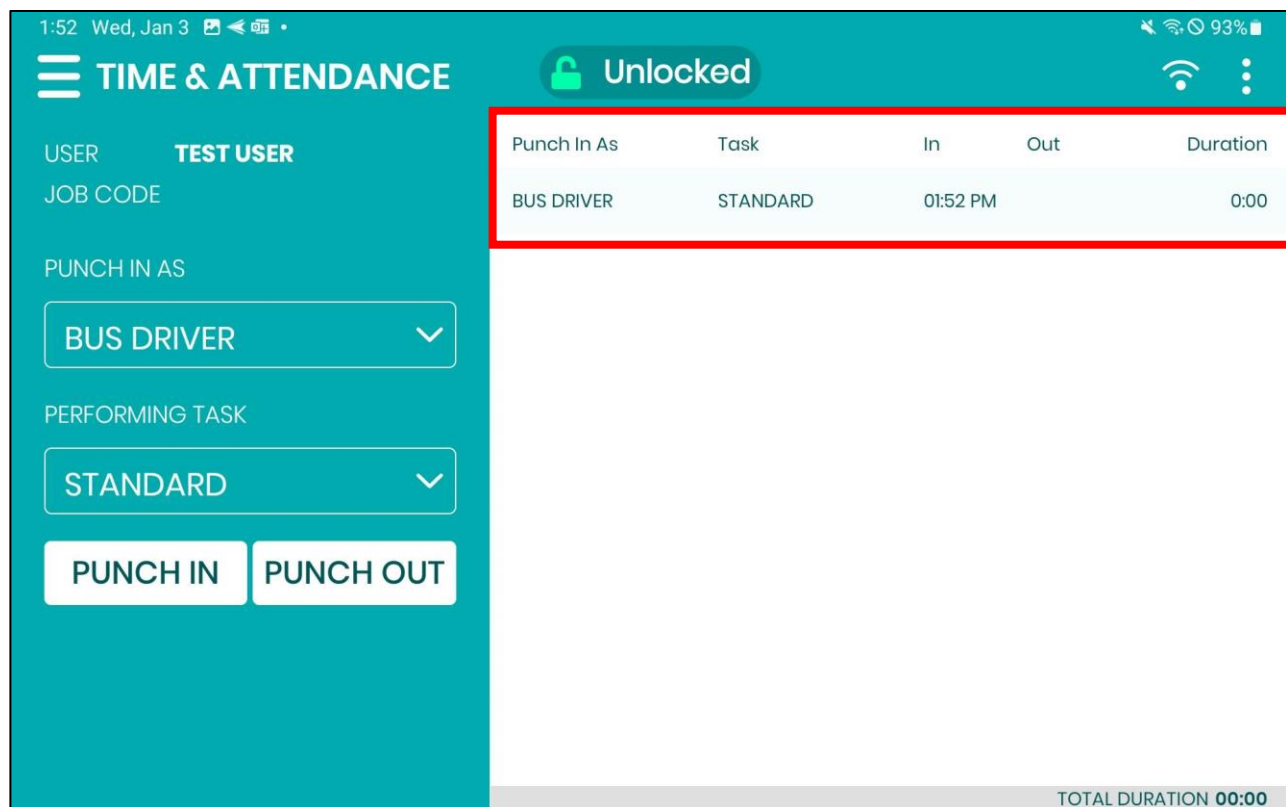 1:52 Wed, Jan 3
93%
TIME & ATTENDANCE
Unlocked
USER TEST USER
JOB CODE
PUNCH IN AS
BUS DRIVER
PERFORMING TASK
STANDARD
PUNCH IN PUNCH OUT
Punch In As Task In Out Duration
BUS DRIVER STANDARD 01:52 PM 0:00
TOTAL DURATION 00:00